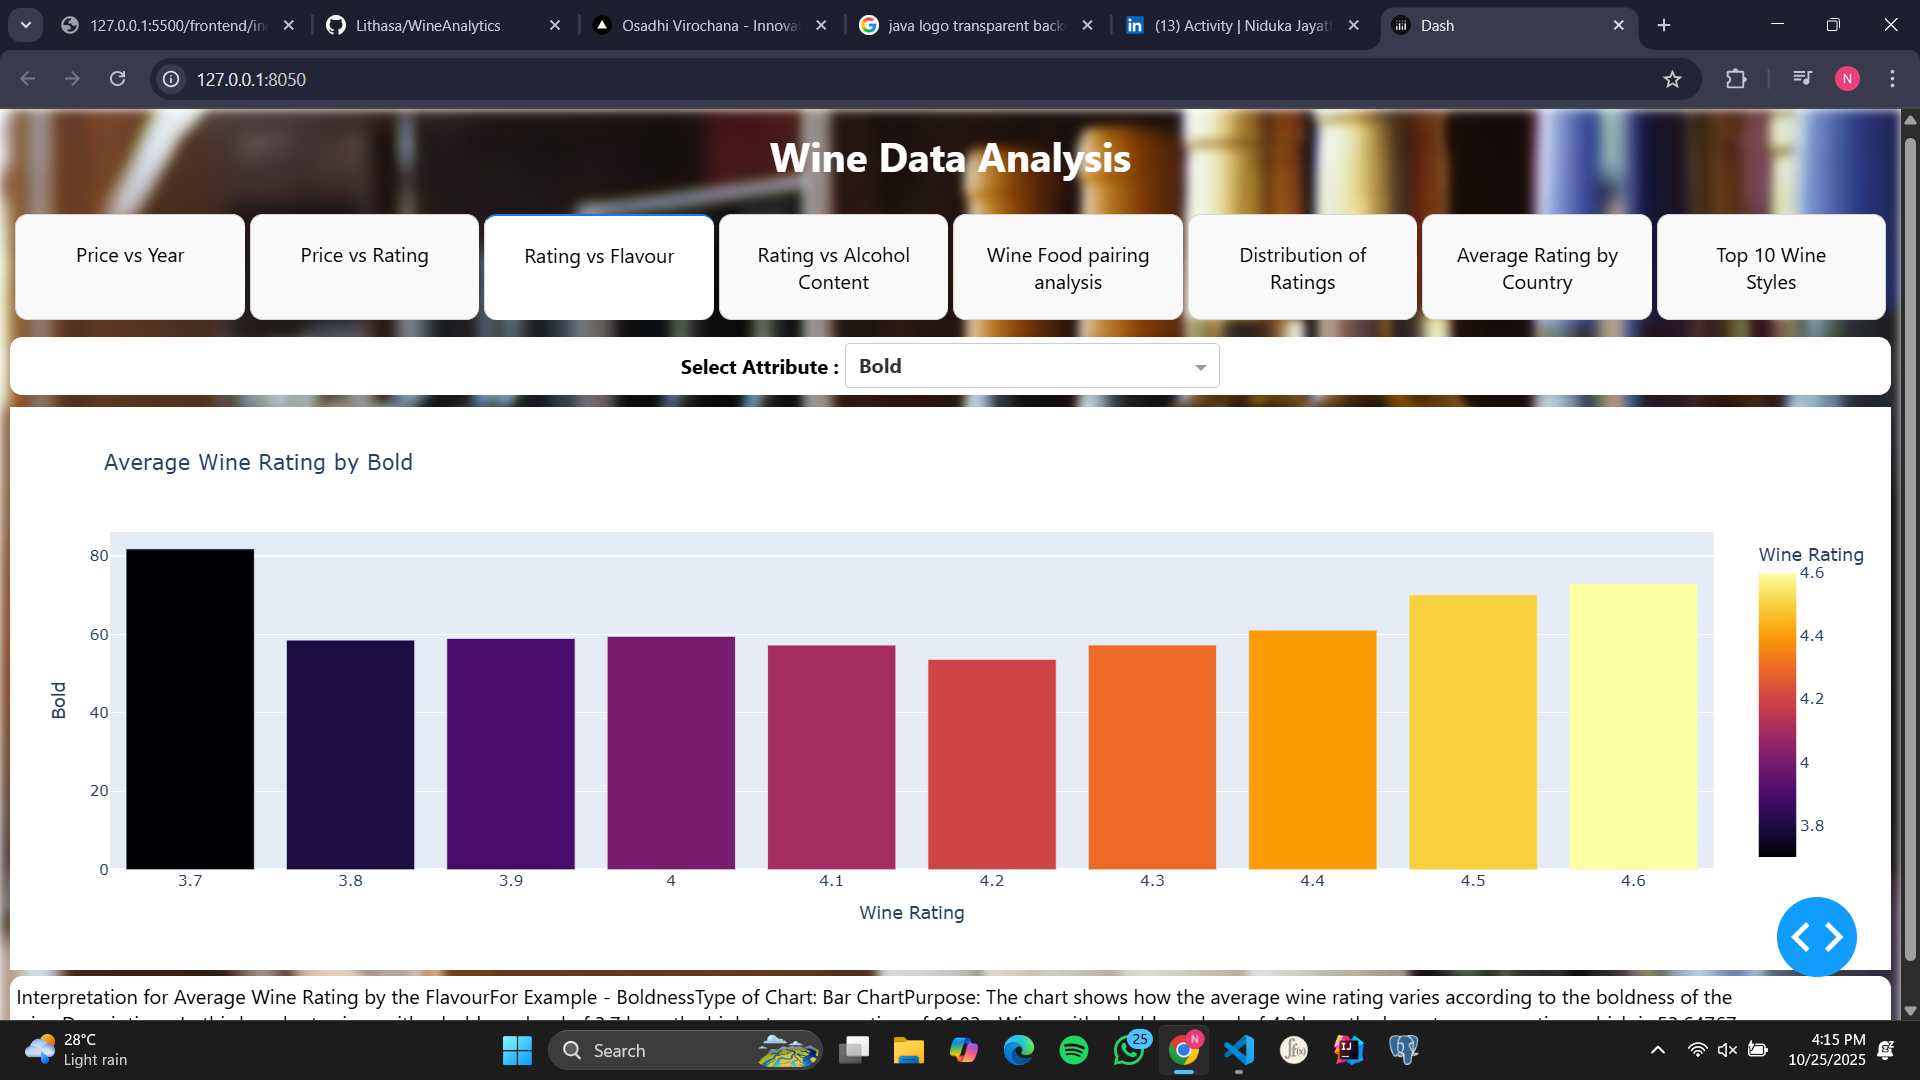 127.0.0.1:5500/frontend/in
Lithasa/WineAnalytics
Osadhi Virochana - Innova
java logo transparent back
(13) Activity | Niduka Jayat
Dash
127.0.0.1:8050
N
Wine Data Analysis
Price vs Year
Price vs Rating
Rating vs Flavour
Rating vs Alcohol
Content
Wine Food pairing
analysis
Distribution of
Ratings
Average Rating by
Country
Top 10 Wine
Styles
Select Attribute :
Bold
Average Wine Rating by Bold
Bold
80
60
40
20
0
3.7
3.8
3.9
4
4.1
4.2
4.3
4.4
4.5
4.6
Wine Rating
Wine Rating
4.6
4.4
4.2
4
3.8
Interpretation for Average Wine Rating by the FlavourFor Example - BoldnessType of Chart: Bar ChartPurpose: The chart shows how the average wine rating varies according to the boldness of the
28°C
Light rain
Search
25
N
IJ
4:15 PM
10/25/2025